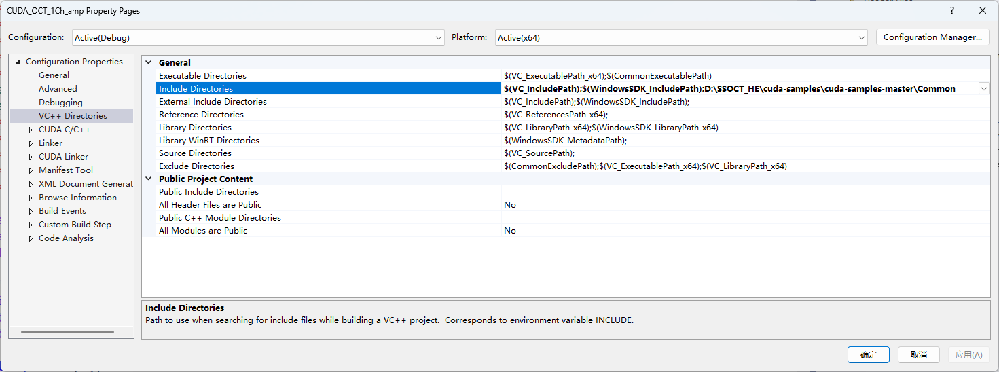 CUDA_OCT_1Ch_amp Property Pages
Configuration: Active(Debug) Platform: Active(x64) Configuration Manager...
Configuration Properties
General
Advanced
Debugging
VC++ Directories
CUDA C/C++
Linker
CUDA Linker
Manifest Tool
XML Document Generat
Browse Information
Build Events
Custom Build Step
Code Analysis
General
Executable Directories $(VC_ExecutablePath_x64);$(CommonExecutablePath)
Include Directories $(VC_IncludePath);$(WindowsSDK_IncludePath);D:\SSOCT_HE\cuda-samples\cuda-samples-master\Common
External Include Directories $(VC_IncludePath);$(WindowsSDK_IncludePath);
Reference Directories $(VC_ReferencesPath_x64);
Library Directories $(VC_LibraryPath_x64);$(WindowsSDK_LibraryPath_x64)
Library WinRT Directories $(WindowsSDK_MetadataPath);
Source Directories $(VC_SourcePath);
Exclude Directories $(CommonExcludePath);$(VC_ExecutablePath_x64);$(VC_LibraryPath_x64)
Public Project Content
Public Include Directories
All Header Files are Public No
Public C++ Module Directories
All Modules are Public No
Include Directories
Path to use when searching for include files while building a VC++ project.  Corresponds to environment variable INCLUDE.
确定 取消 应用(A)